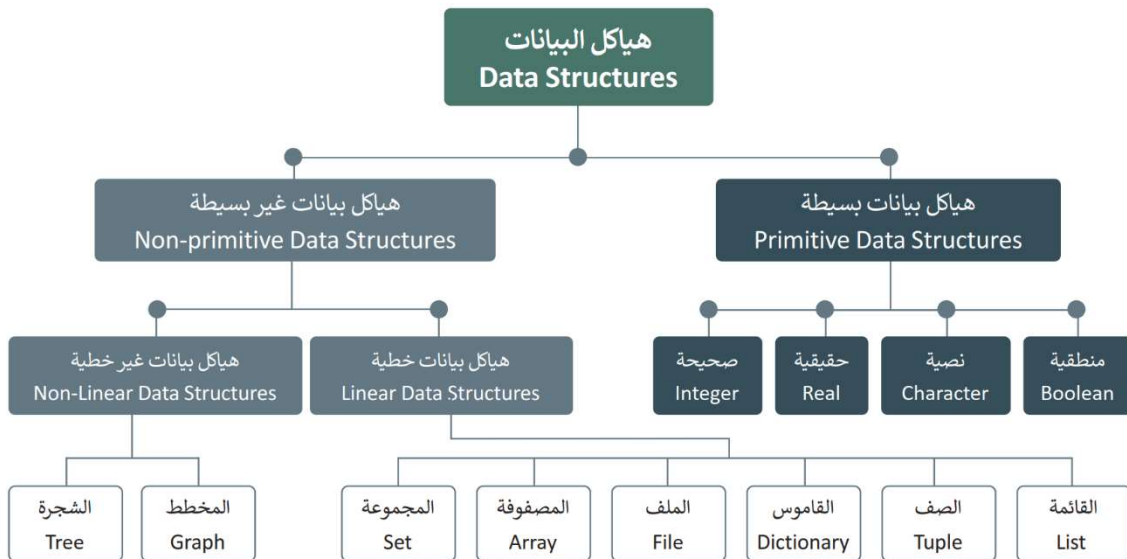 هياكل البيانات
Data Structures
هياكل بيانات بسيطة
Primitive Data Structures
هياكل بيانات غير بسيطة
Non-primitive Data Structures
منطقية
Boolean
نصية
Character
حقيقية
Real
صحيحة
Integer
هياكل بيانات خطية
Linear Data Structures
هياكل بيانات غير خطية
Non-Linear Data Structures
القائمة
List
الصف
Tuple
القاموس
Dictionary
الملف
File
المصفوفة
Array
المجموعة
Set
المخطط
Graph
الشجرة
Tree